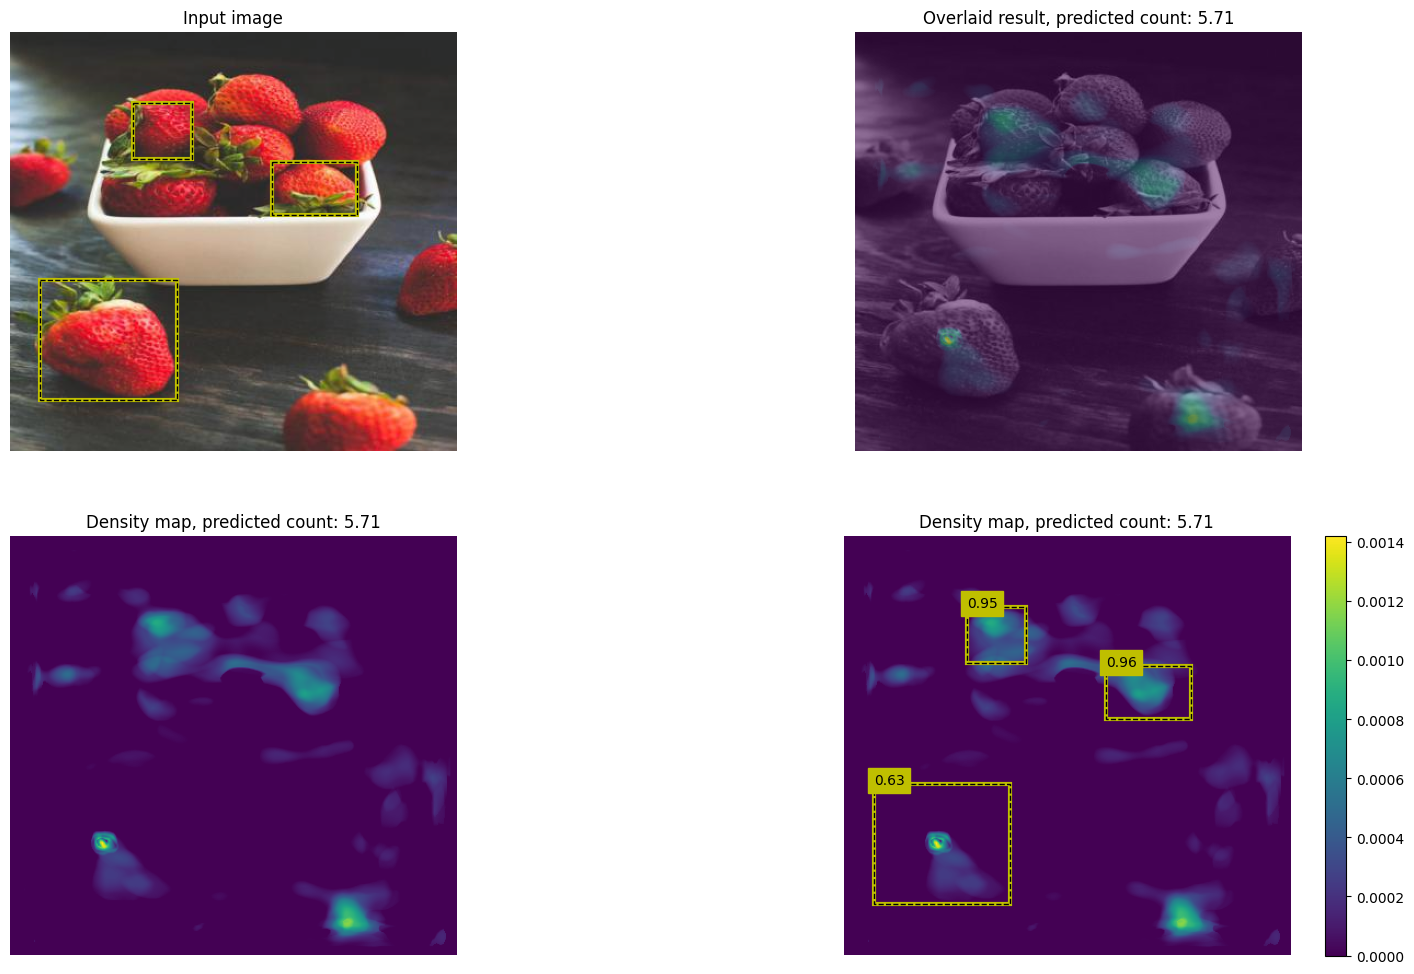 Input image
Overlaid result, predicted count: 5.71
Density map, predicted count: 5.71
Density map, predicted count: 5.71
0.95
0.96
0.63
0.0014
0.0012
0.0010
0.0008
0.0006
0.0004
0.0002
0.0000